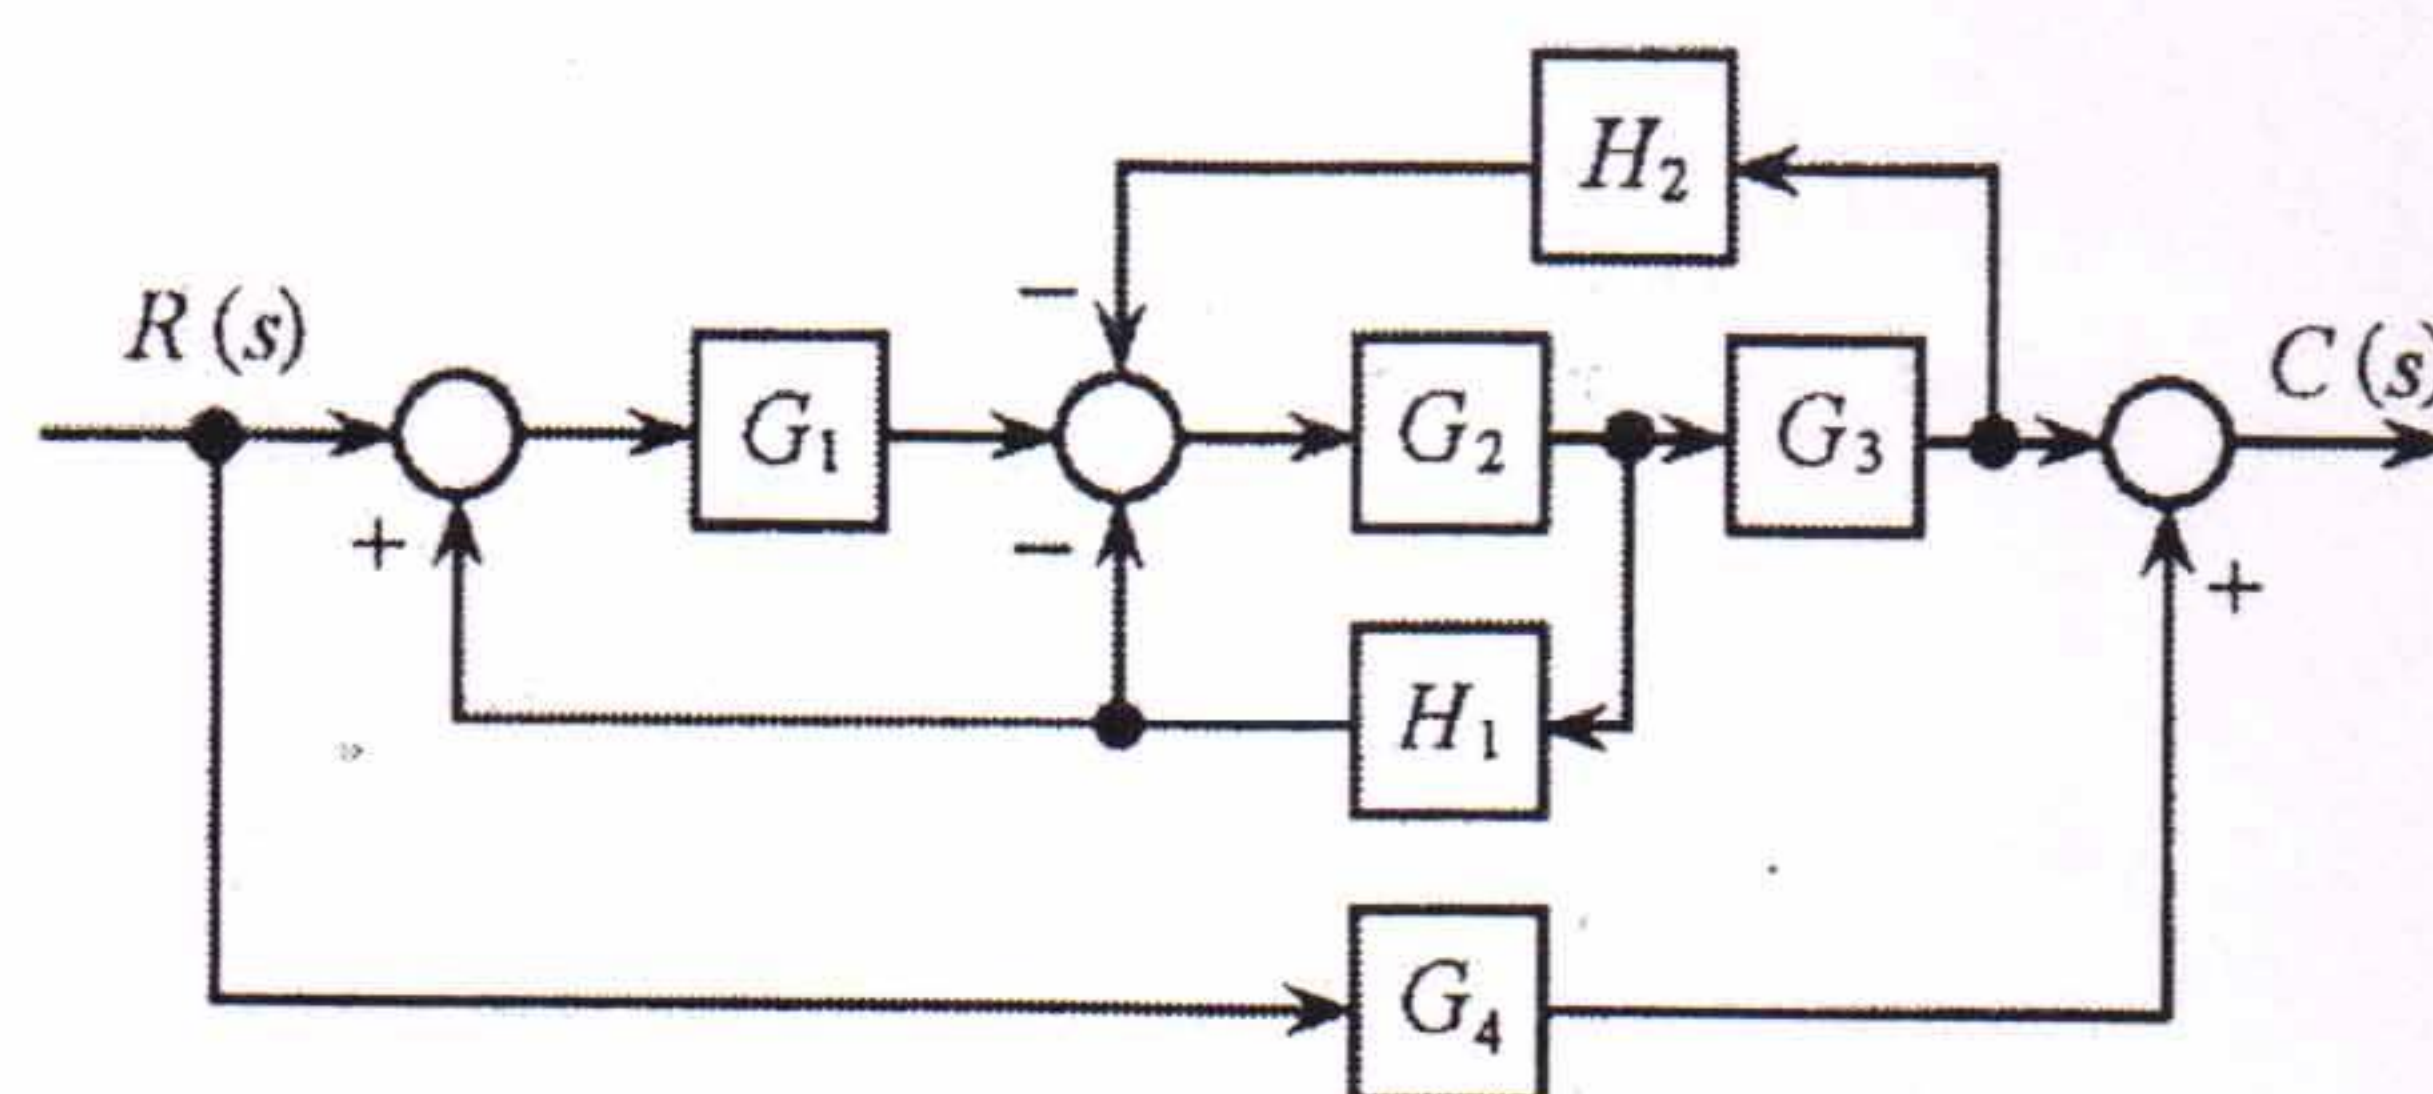 H₂
R(s)
−
G₁
G₂
G₃
C(s)
+
−
+
H₁
G₄